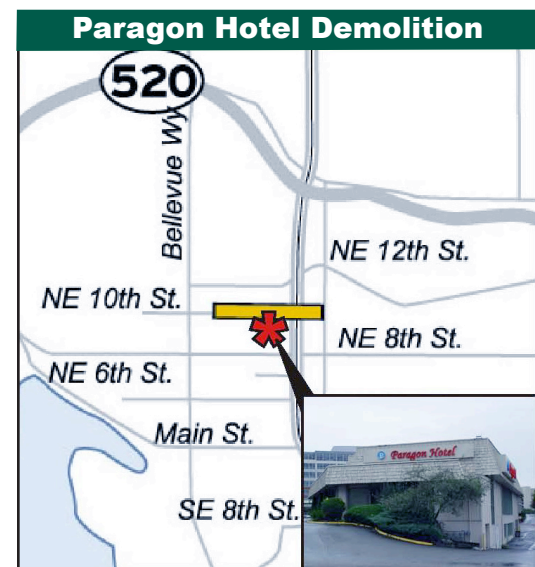 Paragon Hotel Demolition
520
Bellevue Wy
NE 12th St.
NE 10th St.
NE 8th St.
NE 6th St.
Main St.
SE 8th St.
Paragon Hotel